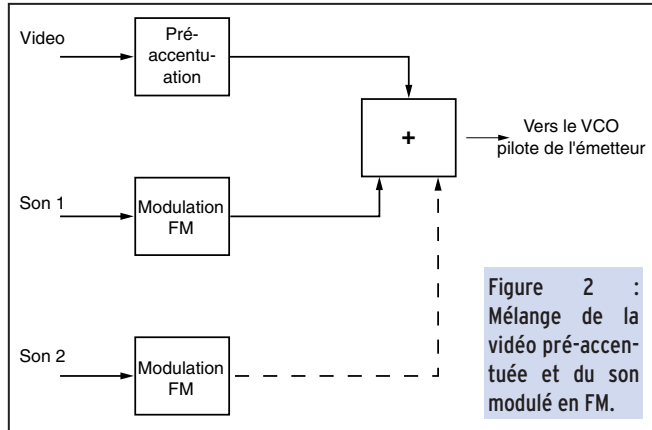 Video
Pré-
accentu-
ation
+
Vers le VCO
pilote de l'émetteur
Son 1
Modulation
FM
Son 2
Modulation
FM
Figure 2 :
Mélange de la
vidéo pré-accen-
tuée et du son
modulé en FM.